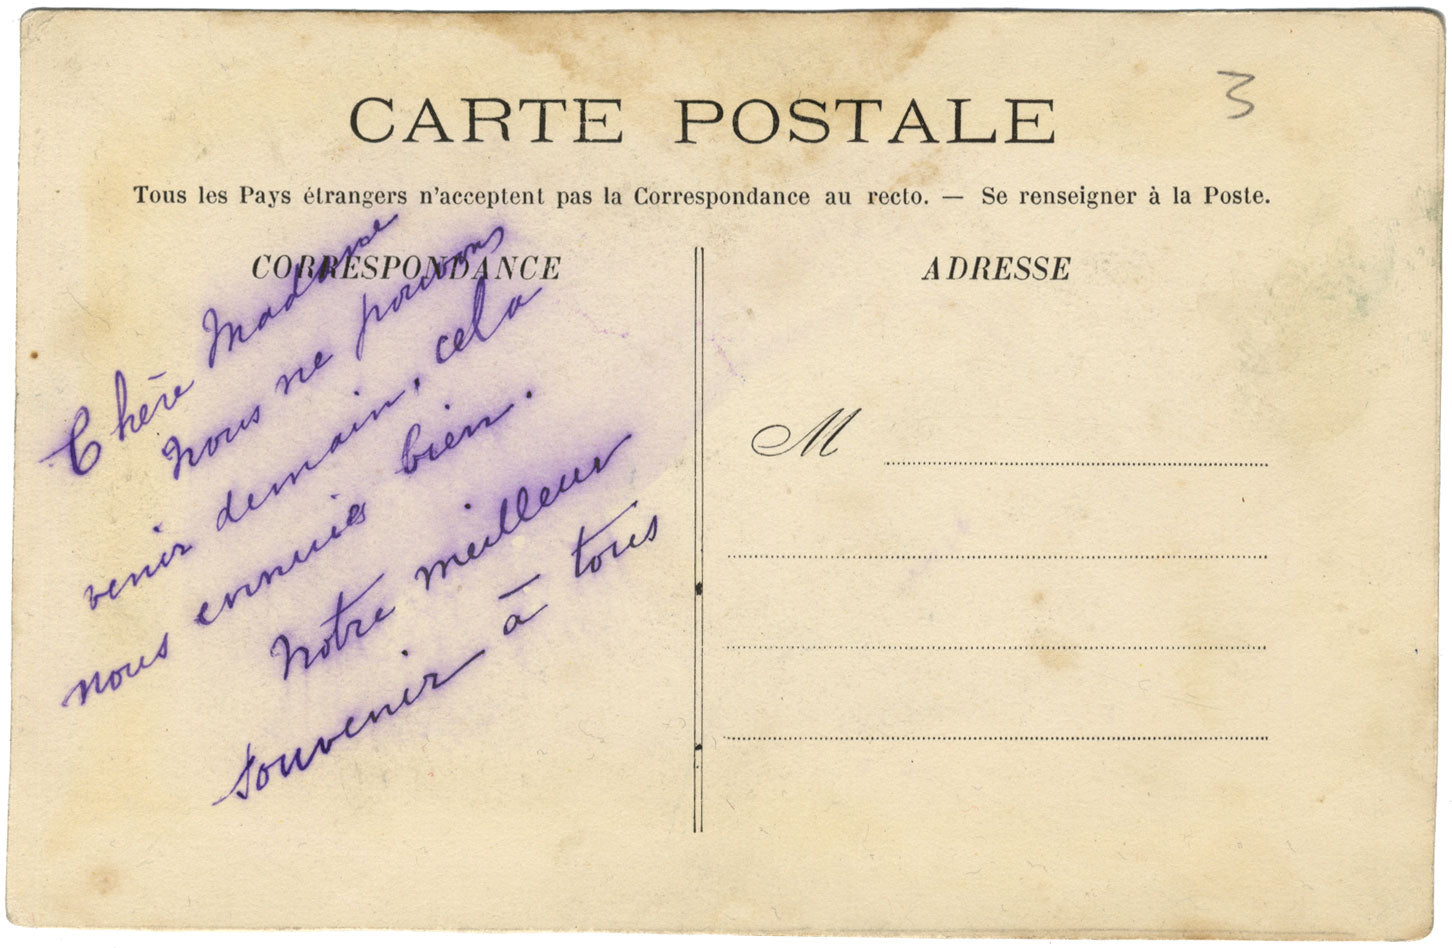 3
CARTE POSTALE
Tous les Pays étrangers n'acceptent pas la Correspondance au recto. — Se renseigner à la Poste.
CORRESPONDANCE
Chère Madame
nous ne pouvons
venir demain, cela
nous ennuies bien.
Notre meilleur
souvenir à tous
ADRESSE
M